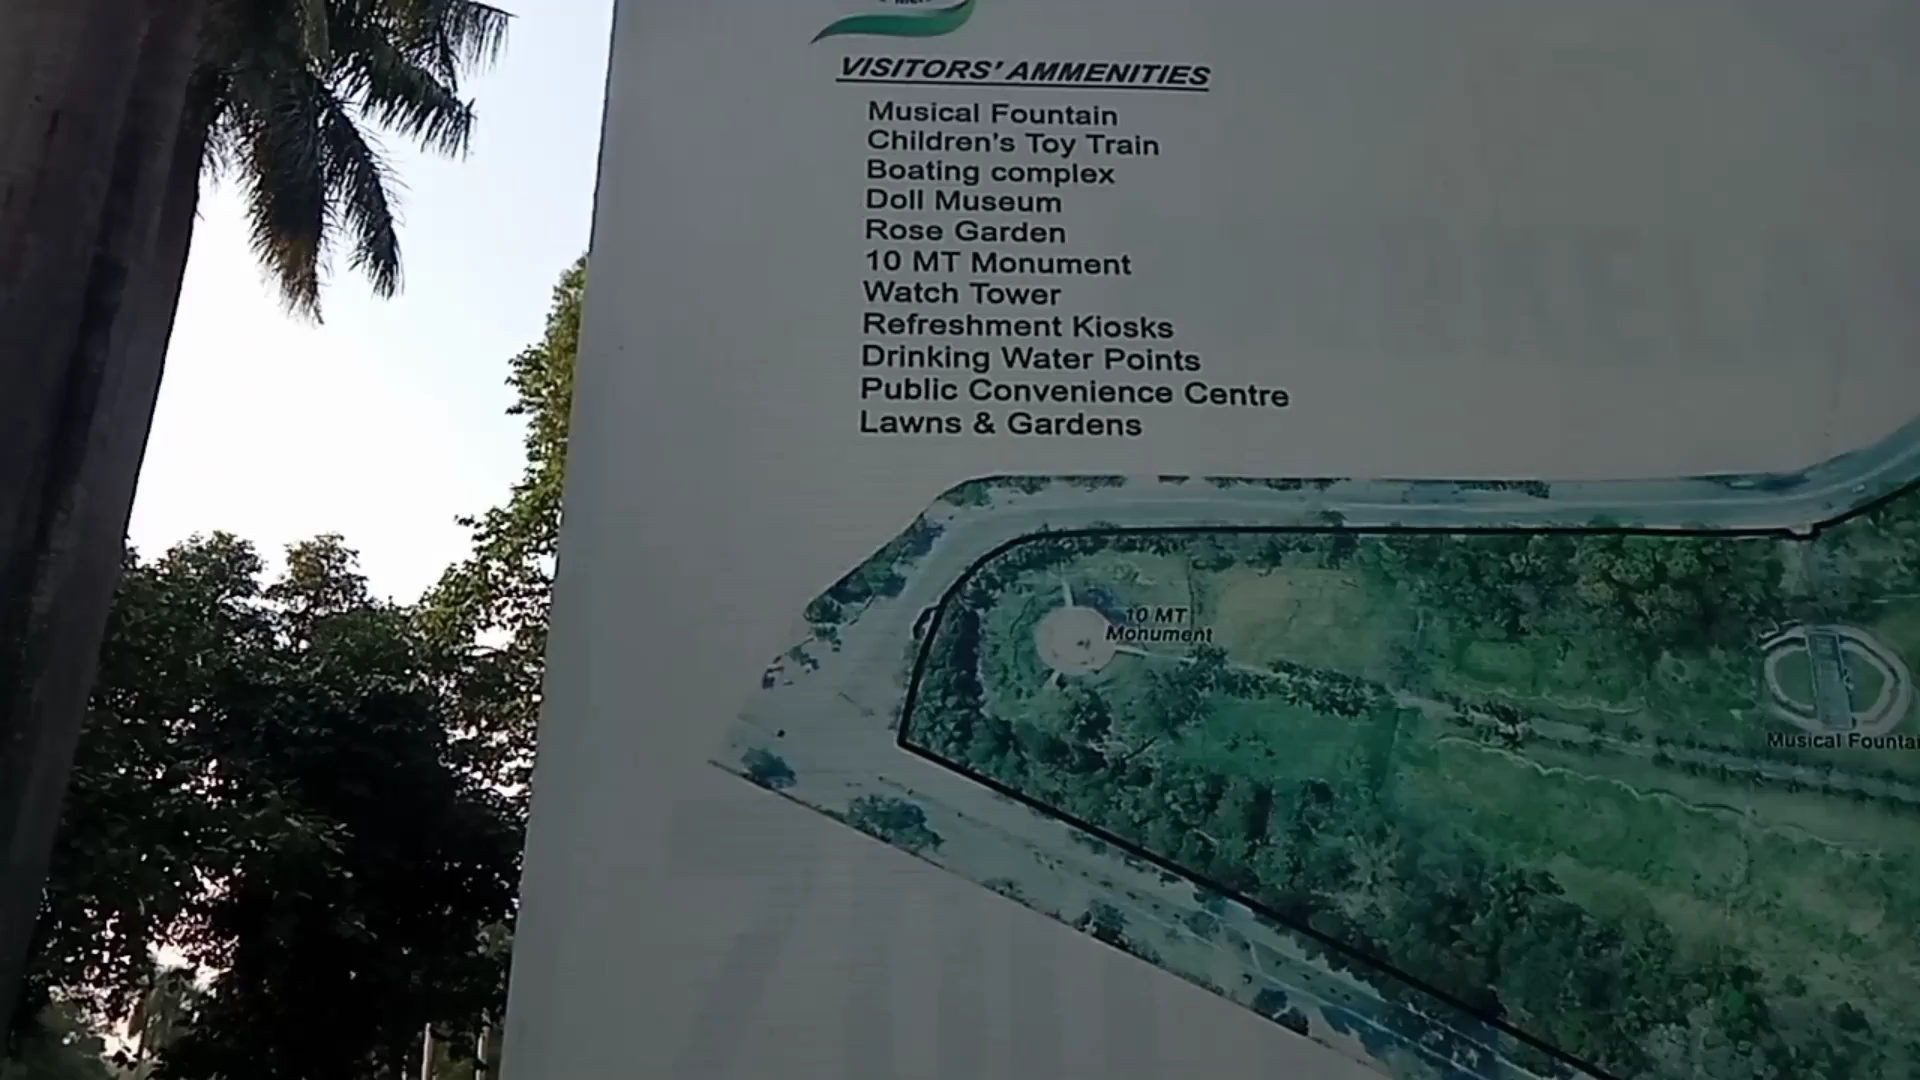 VISITORS' AMMENITIES
Musical Fountain
Children's Toy Train
Boating complex
Doll Museum
Rose Garden
10 MT Monument
Watch Tower
Refreshment Kiosks
Drinking Water Points
Public Convenience Centre
Lawns & Gardens
10 MT
Monument
Musical